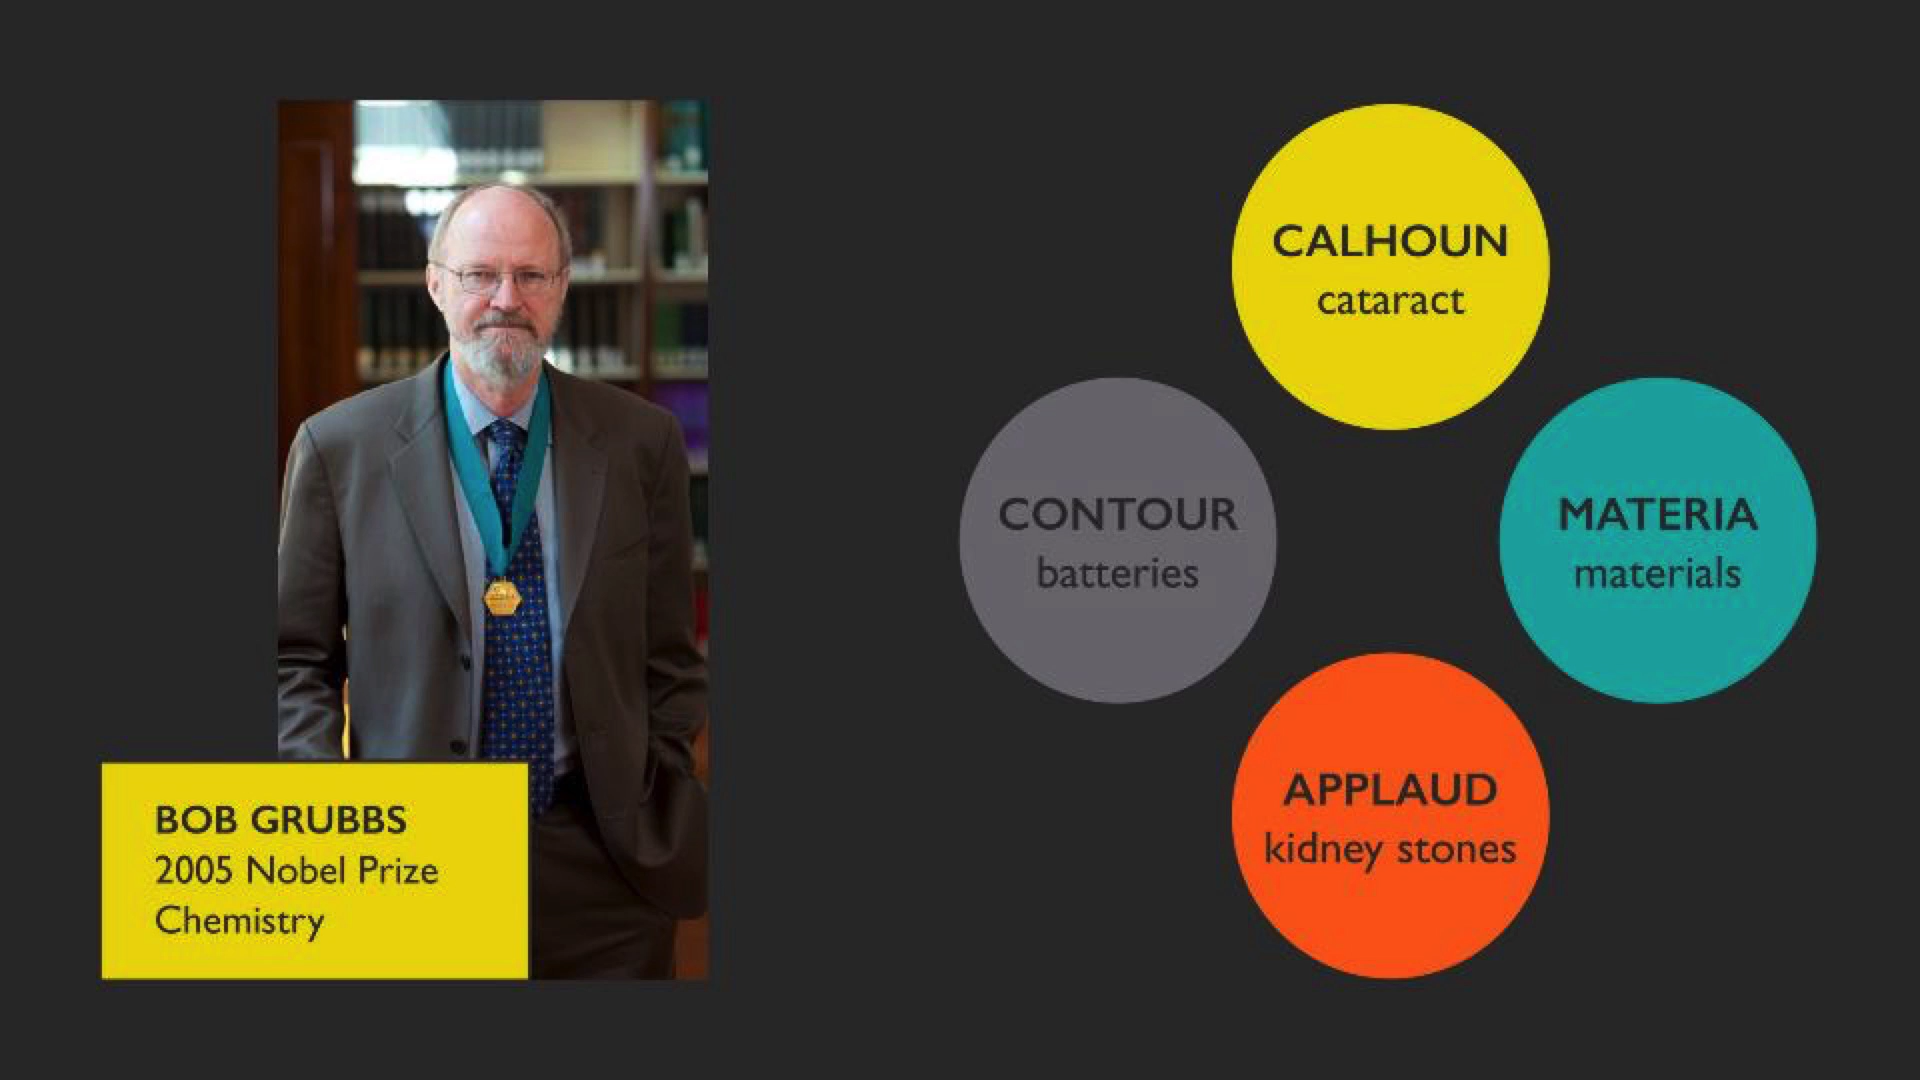 BOB GRUBBS
2005 Nobel Prize
Chemistry
CALHOUN
cataract
CONTOUR
batteries
MATERIA
materials
APPLAUD
kidney stones